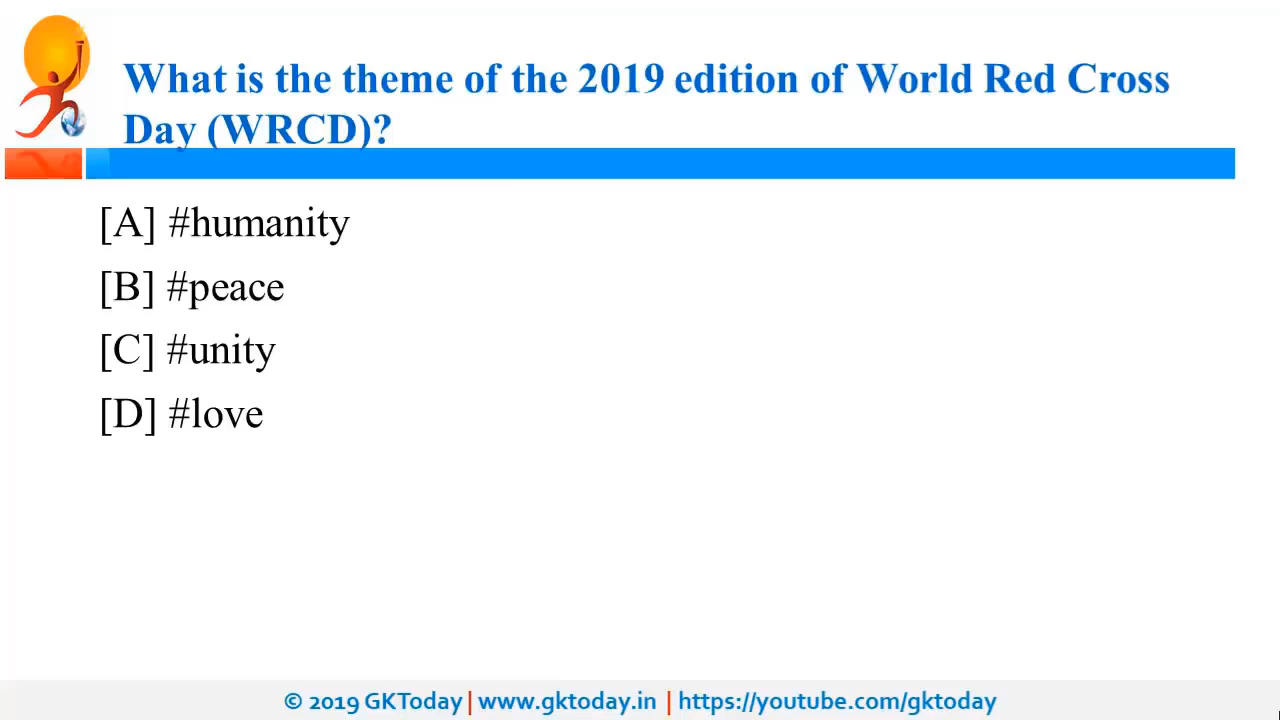 What is the theme of the 2019 edition of World Red Cross
Day (WRCD)?
[A] #humanity
[B] #peace
[C] #unity
[D] #love
© 2019 GKToday | www.gktoday.in | https://youtube.com/gktoday